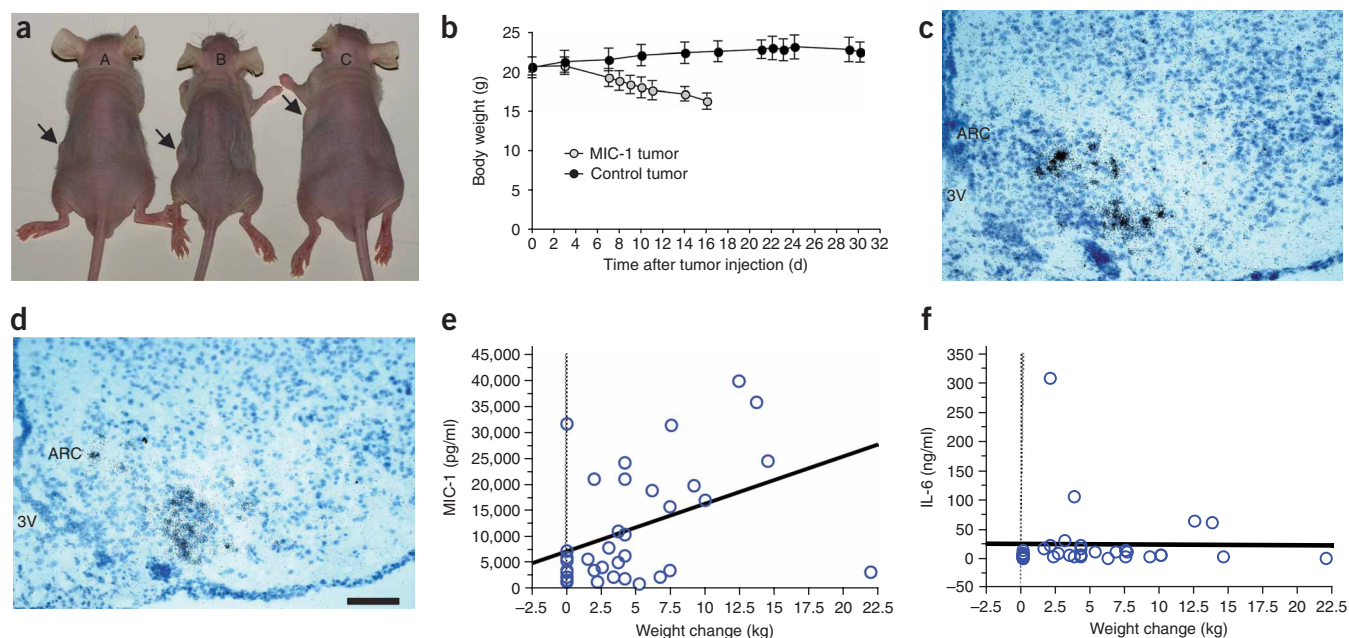 a
A
B
C
b
25
20
15
10
5
0
Body weight (g)
MIC-1 tumor
Control tumor
0 2 4 6 8 10 12 14 16 18 20 22 24 26 28 30 32
Time after tumor injection (d)
c
ARC
3V
d
ARC
3V
e
45,000
40,000
35,000
30,000
25,000
20,000
15,000
10,000
5,000
0
MIC-1 (pg/ml)
–2.5 0 2.5 5 7.5 10 12.5 15 17.5 20 22.5
Weight change (kg)
f
350
300
250
200
150
100
50
0
–50
IL-6 (ng/ml)
–2.5 0 2.5 5 7.5 10 12.5 15 17.5 20 22.5
Weight change (kg)